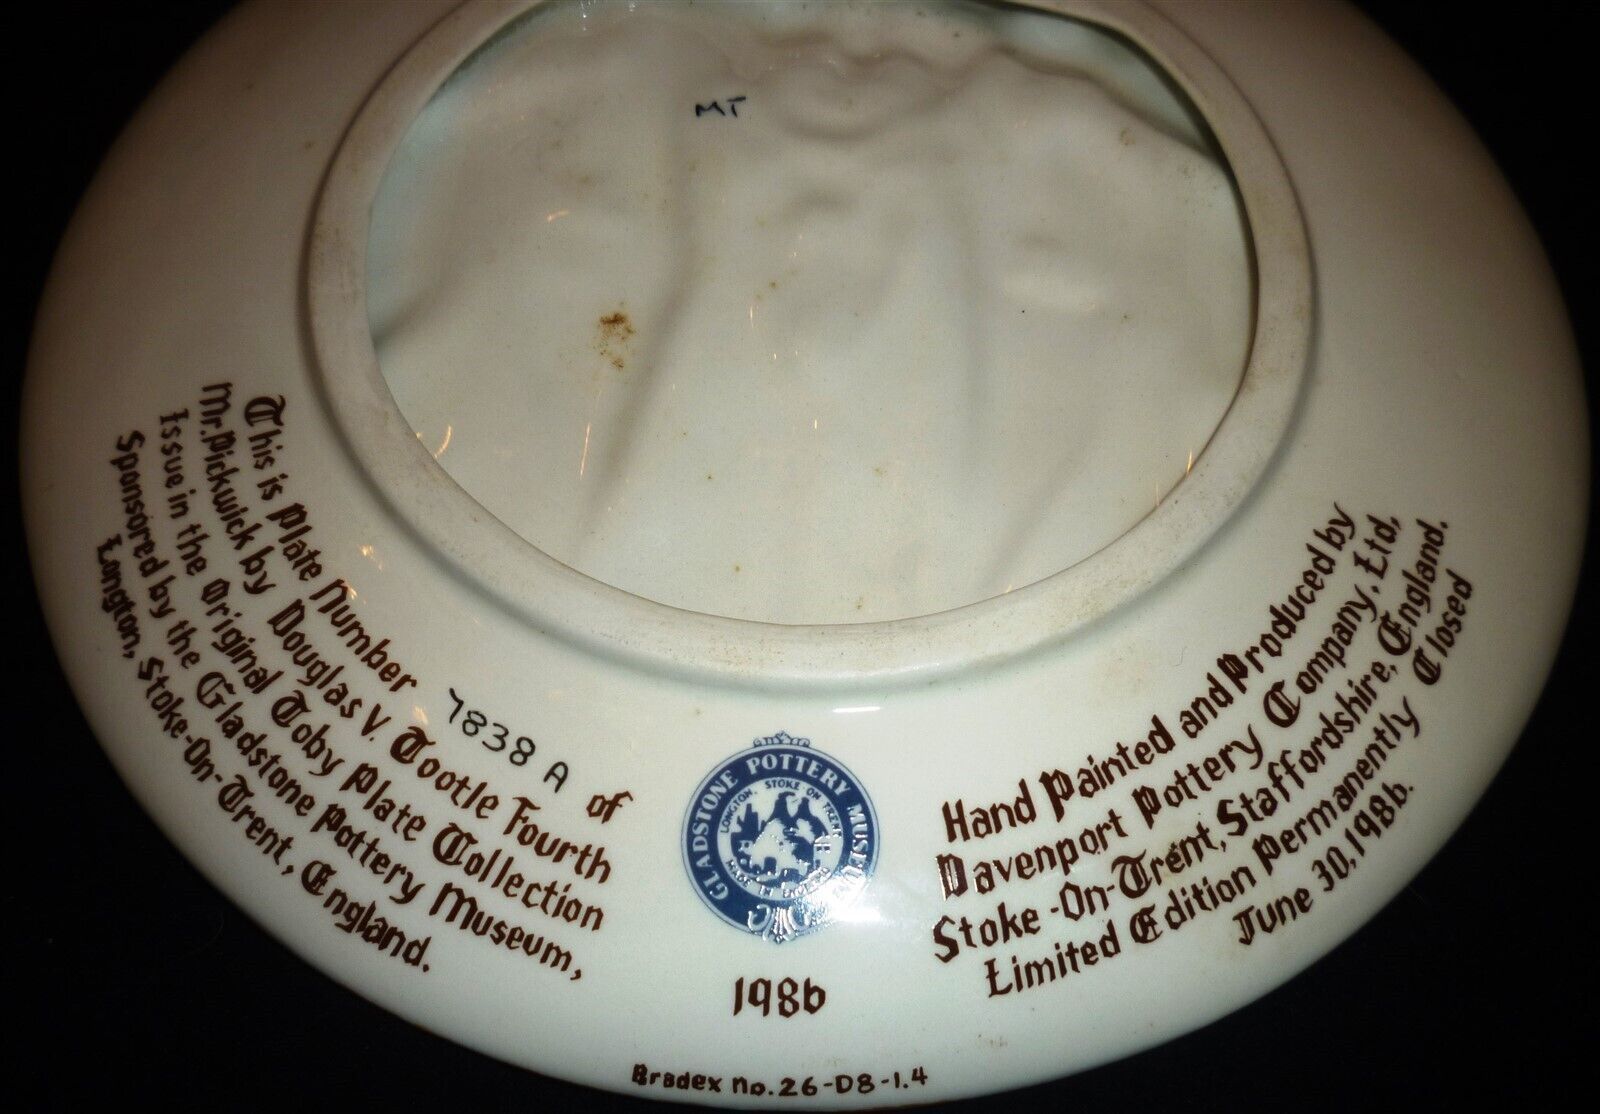 MT
This is Plate Number 7838 A of
Mr. Pickwick by Douglas V. Tootle Fourth
Issue in the Original Toby Plate Collection
Sponsored by the Gladstone Pottery Museum,
Longton, Stoke-On-Trent, England.
GLADSTONE POTTERY MUSEUM
LONGTON. STOKE ON TRENT.
MADE IN ENGLAND
1986
Hand Painted and Produced by
Davenport Pottery Company, Ltd,
Stoke-On-Trent, Staffordshire, England.
Limited Edition Permanently Closed
June 30, 1986.
Bradex no. 26-D8-1.4